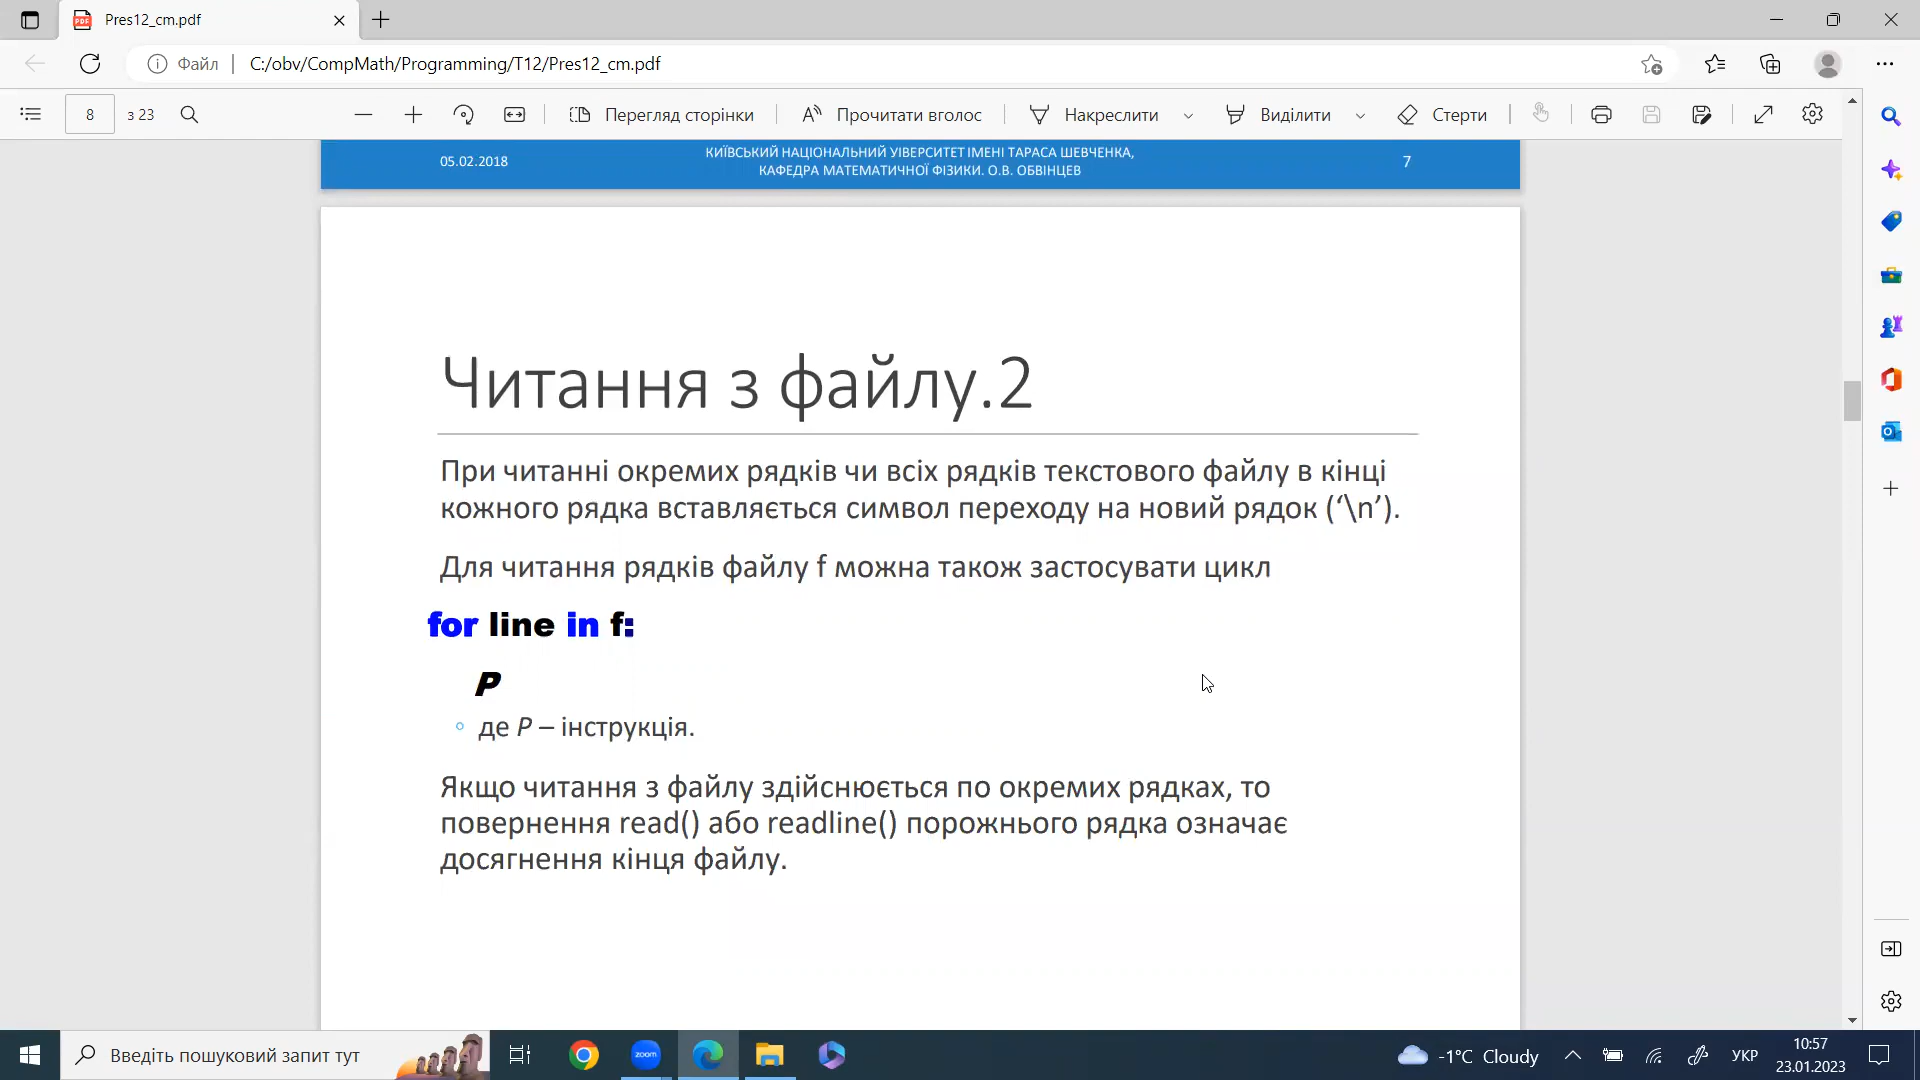 Pres12_cm.pdf
Файл
C:/obv/CompMath/Programming/T12/Pres12_cm.pdf
8 з 23
Перегляд сторінки
Прочитати вголос
Накреслити
Виділити
Стерти
05.02.2018
КИЇВСЬКИЙ НАЦІОНАЛЬНИЙ УІВЕРСИТЕТ ІМЕНІ ТАРАСА ШЕВЧЕНКА,
КАФЕДРА МАТЕМАТИЧНОЇ ФІЗИКИ. О.В. ОБВІНЦЕВ
7
Читання з файлу.2
При читанні окремих рядків чи всіх рядків текстового файлу в кінці
кожного рядка вставляється символ переходу на новий рядок (‘\n’).
Для читання рядків файлу f можна також застосувати цикл
for line in f:
P
де P – інструкція.
Якщо читання з файлу здійснюється по окремих рядках, то
повернення read() або readline() порожнього рядка означає
досягнення кінця файлу.
Введіть пошуковий запит тут
zoom
-1°C Cloudy
УКР
10:57
23.01.2023